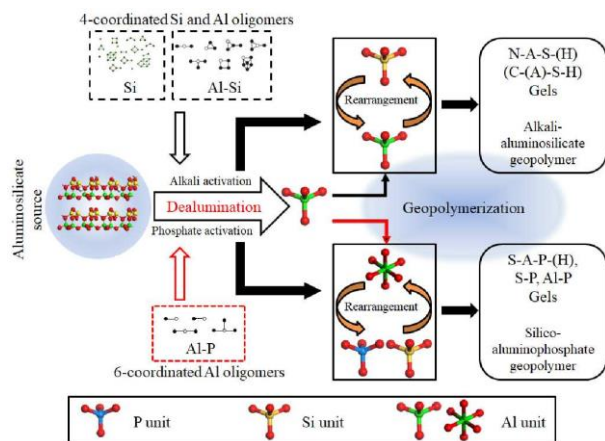 4-coordinated Si and Al oligomers
Si
Al-Si
Aluminosilicate
source
Alkali activation
Dealumination
Phosphate activation
Al-P
6-coordinated Al oligomers
Rearrangement
Geopolymerization
Rearrangement
N-A-S-(H)
(C-(A)-S-H)
Gels
Alkali-
aluminosilicate
geopolymer
S-A-P-(H),
S-P, Al-P
Gels
Silico-
aluminophosphate
geopolymer
P unit
Si unit
Al unit